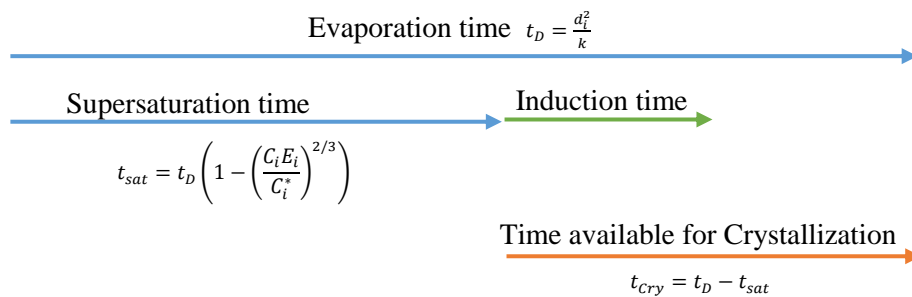 Evaporation time t_D = d_i^2 / k
Supersaturation time
Induction time
t_sat = t_D (1 − (C_i E_i / C_i^*)^{2/3})
Time available for Crystallization
t_Cry = t_D − t_sat